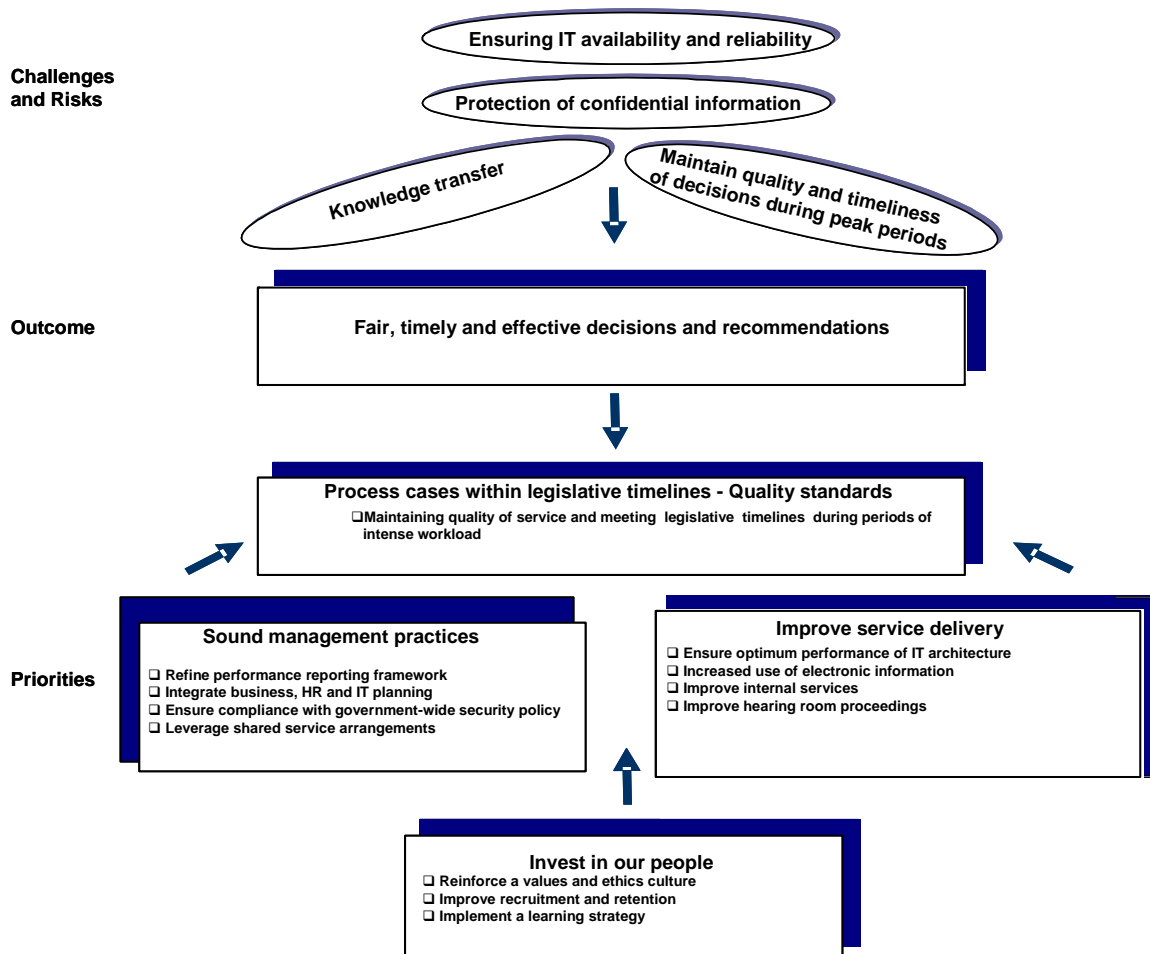 Ensuring IT availability and reliability
Challenges
and Risks
Protection of confidential information
Knowledge transfer
Maintain quality and timeliness
of decisions during peak periods
Outcome
Fair, timely and effective decisions and recommendations
Process cases within legislative timelines - Quality standards
❑Maintaining quality of service and meeting legislative timelines during periods of
intense workload
Priorities
Sound management practices
❑ Refine performance reporting framework
❑ Integrate business, HR and IT planning
❑ Ensure compliance with government-wide security policy
❑ Leverage shared service arrangements
Improve service delivery
❑ Ensure optimum performance of IT architecture
❑ Increased use of electronic information
❑ Improve internal services
❑ Improve hearing room proceedings
Invest in our people
❑ Reinforce a values and ethics culture
❑ Improve recruitment and retention
❑ Implement a learning strategy